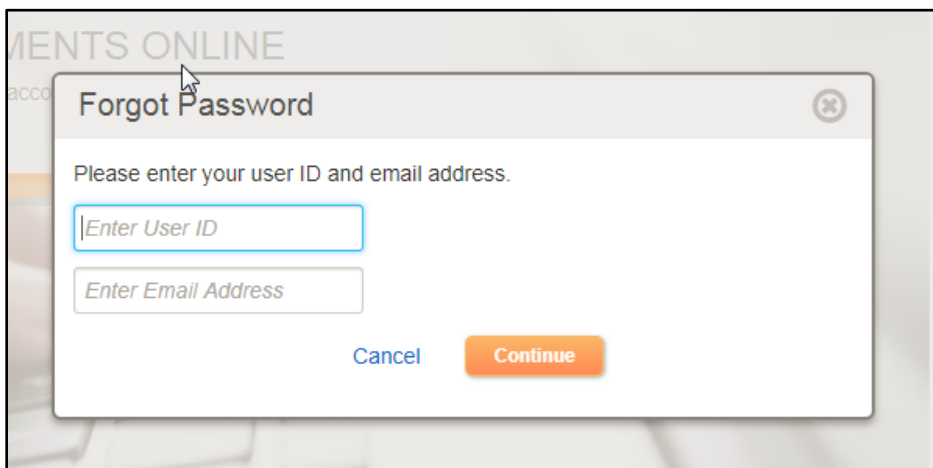 MENTS ONLINE
acco
Forgot Password
Please enter your user ID and email address.
Enter User ID
Enter Email Address
Cancel
Continue